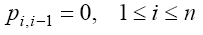 p_{i,i−1} = 0, 1 ≤ i ≤ n